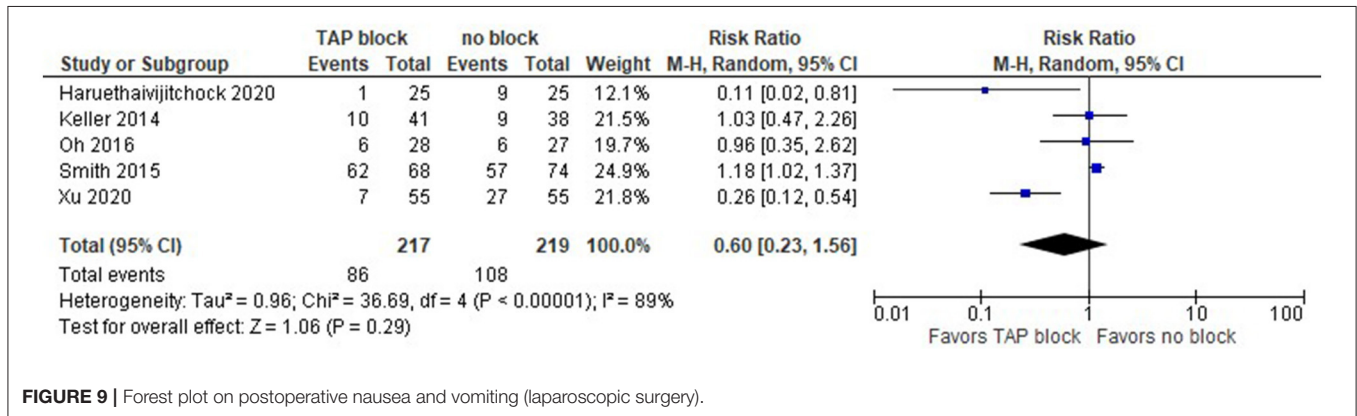 TAP block no block Risk Ratio Risk Ratio
Study or Subgroup Events Total Events Total Weight M-H, Random, 95% CI M-H, Random, 95% CI
Haruethaivijitchock 2020 1 25 9 25 12.1% 0.11 [0.02, 0.81]
Keller 2014 10 41 9 38 21.5% 1.03 [0.47, 2.26]
Oh 2016 6 28 6 27 19.7% 0.96 [0.35, 2.62]
Smith 2015 62 68 57 74 24.9% 1.18 [1.02, 1.37]
Xu 2020 7 55 27 55 21.8% 0.26 [0.12, 0.54]
Total (95% CI) 217 219 100.0% 0.60 [0.23, 1.56]
Total events 86 108
Heterogeneity: Tau² = 0.96; Chi² = 36.69, df = 4 (P < 0.00001); I² = 89%
Test for overall effect: Z = 1.06 (P = 0.29)
0.01 0.1 1 10 100
Favors TAP block Favors no block
FIGURE 9 | Forest plot on postoperative nausea and vomiting (laparoscopic surgery).